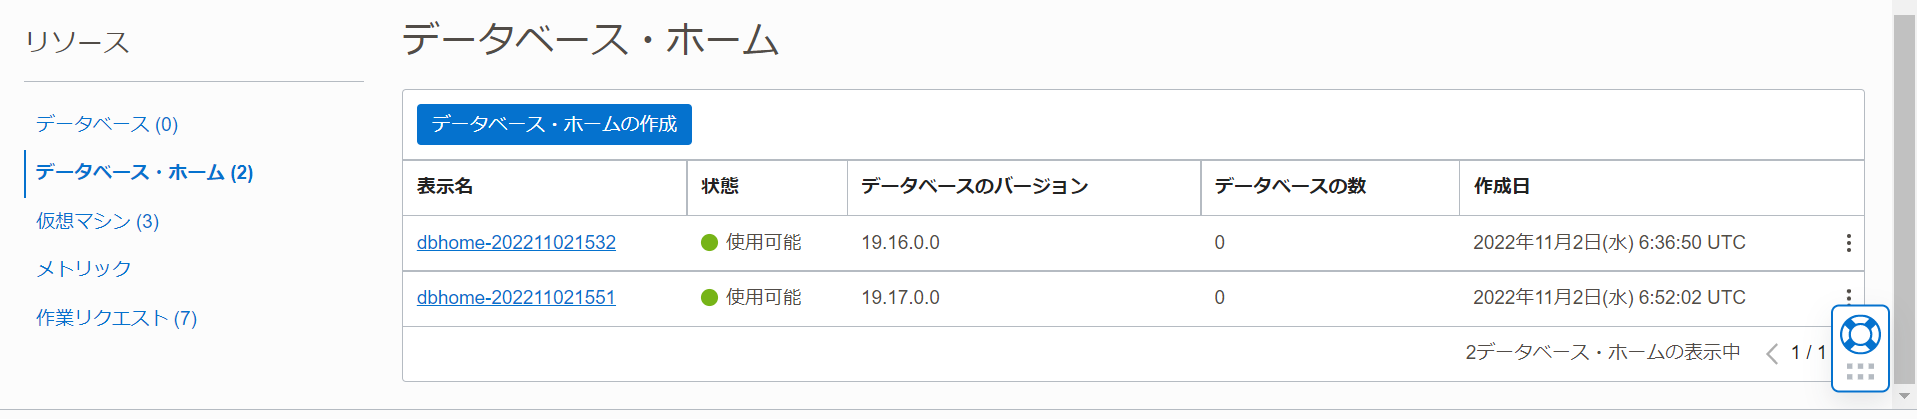 リソース
データベース (0)
データベース・ホーム (2)
仮想マシン (3)
メトリック
作業リクエスト (7)
データベース・ホーム
データベース・ホームの作成
表示名 状態 データベースのバージョン データベースの数 作成日
dbhome-202211021532 使用可能 19.16.0.0 0 2022年11月2日(水) 6:36:50 UTC
dbhome-202211021551 使用可能 19.17.0.0 0 2022年11月2日(水) 6:52:02 UTC
2データベース・ホームの表示中 1 / 1